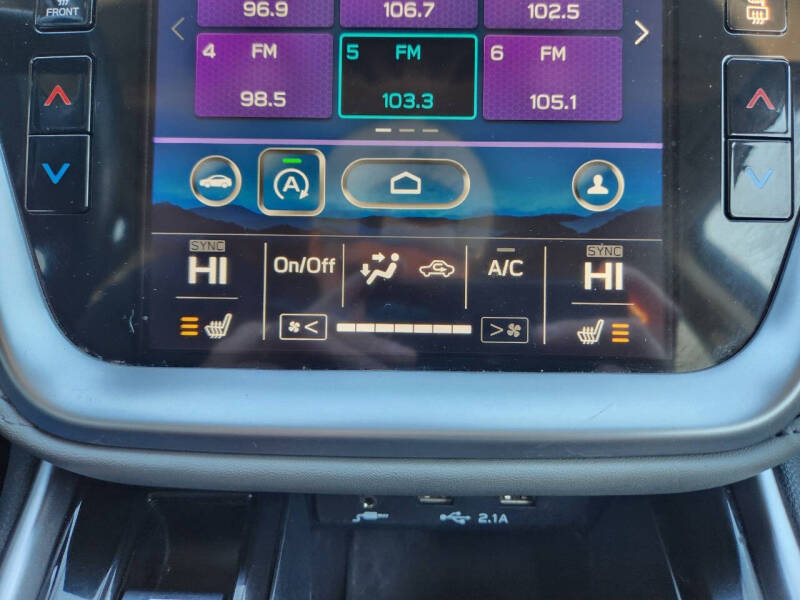 FRONT
96.9
106.7
102.5
4 FM
98.5
5 FM
103.3
6 FM
105.1
A
SYNC
HI
On/Off
A/C
SYNC
HI
<
>
2.1A